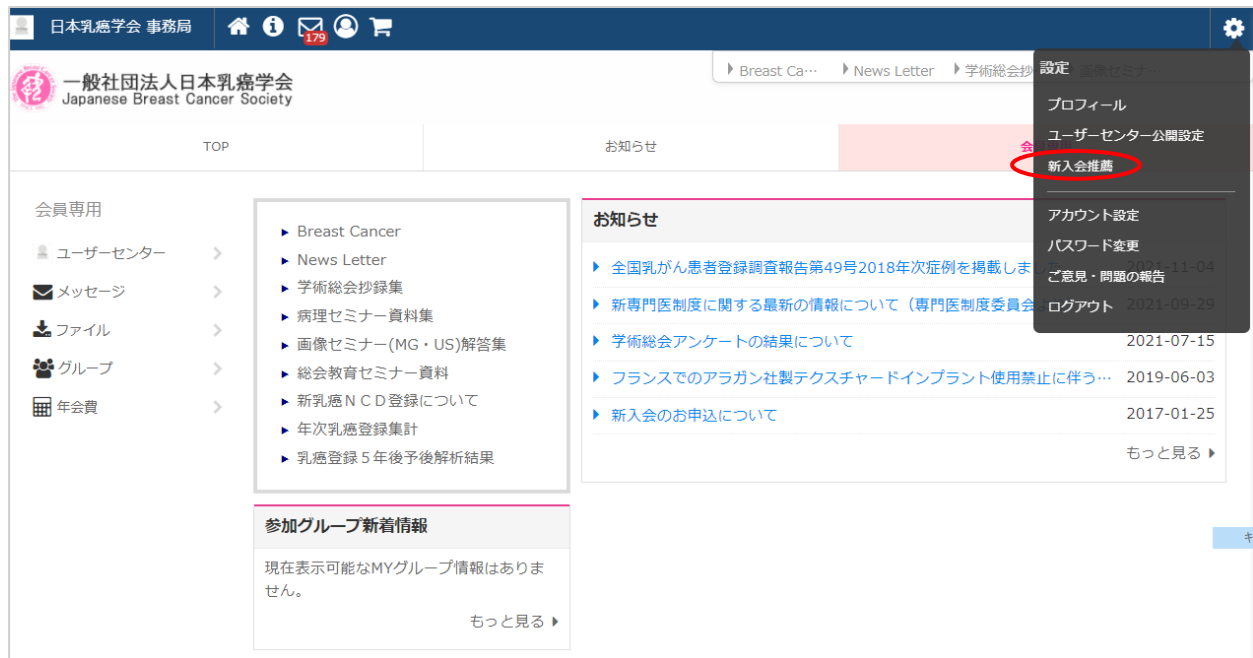 日本乳癌学会 事務局
179
一般社団法人日本乳癌学会
Japanese Breast Cancer Society
Breast Ca…
News Letter
学術総会抄
画像セミナ…
設定
プロフィール
ユーザーセンター公開設定
新入会推薦
アカウント設定
パスワード変更
ご意見・問題の報告
ログアウト
TOP
お知らせ
会員専用
会員専用
ユーザーセンター
メッセージ
ファイル
グループ
年会費
Breast Cancer
News Letter
学術総会抄録集
病理セミナー資料集
画像セミナー(MG・US)解答集
総会教育セミナー資料
新乳癌ＮＣＤ登録について
年次乳癌登録集計
乳癌登録５年後予後解析結果
参加グループ新着情報
現在表示可能なMYグループ情報はありま
せん。
もっと見る
お知らせ
全国乳がん患者登録調査報告第49号2018年次症例を掲載しました 2021-11-04
新専門医制度に関する最新の情報について（専門医制度委員会 2021-09-29
学術総会アンケートの結果について 2021-07-15
フランスでのアラガン社製テクスチャードインプラント使用禁止に伴う… 2019-06-03
新入会のお申込について 2017-01-25
もっと見る